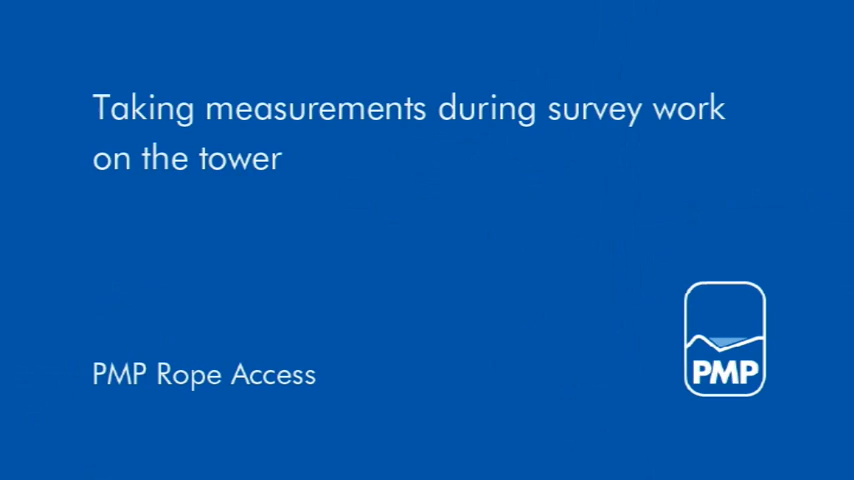 Taking measurements during survey work
on the tower
PMP Rope Access
PMP